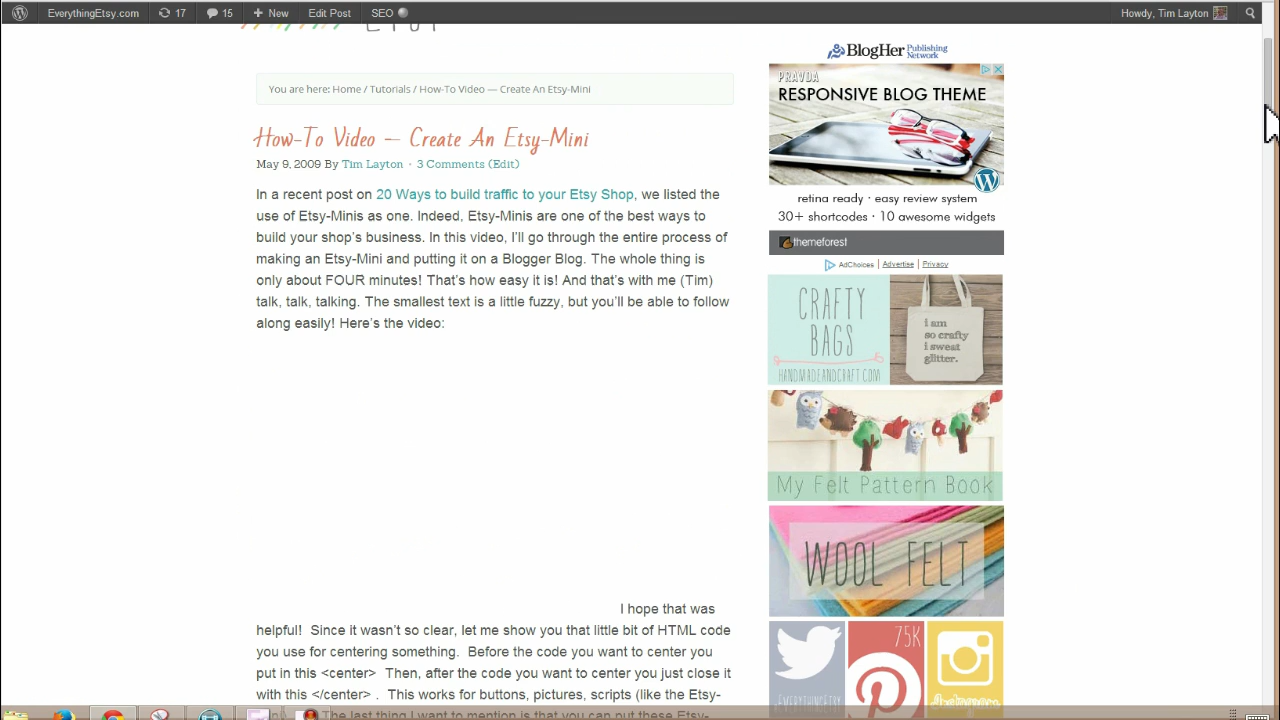 EverythingEtsy.com 17 15 New Edit Post SEO Howdy, Tim Layton
You are here: Home / Tutorials / How-To Video — Create An Etsy-Mini
How-To Video – Create An Etsy-Mini
May 9, 2009 By Tim Layton · 3 Comments (Edit)
In a recent post on 20 Ways to build traffic to your Etsy Shop, we listed the
use of Etsy-Minis as one. Indeed, Etsy-Minis are one of the best ways to
build your shop's business. In this video, I'll go through the entire process of
making an Etsy-Mini and putting it on a Blogger Blog. The whole thing is
only about FOUR minutes! That's how easy it is! And that's with me (Tim)
talk, talk, talking. The smallest text is a little fuzzy, but you'll be able to follow
along easily! Here's the video:
I hope that was
helpful! Since it wasn't so clear, let me show you that little bit of HTML code
you use for centering something. Before the code you want to center you
put in this <center> Then, after the code you want to center you just close it
with this </center> . This works for buttons, pictures, scripts (like the Etsy-
The last thing I want to mention is that you can put these Etsy-
BlogHer Publishing Network
PRAVDA
RESPONSIVE BLOG THEME
retina ready · easy review system
30+ shortcodes · 10 awesome widgets
themeforest
AdChoices | Advertise | Privacy
CRAFTY
BAGS
HANDMADEANDCRAFT.COM
i am
so crafty
i sweat
glitter.
My Felt Pattern Book
WOOL FELT
75K
EVERYTHINGETSY
Instagram